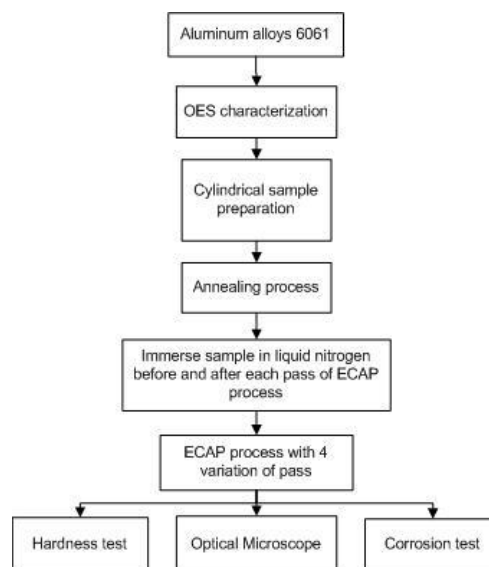 Aluminum alloys 6061
OES characterization
Cylindrical sample
preparation
Annealing process
Immerse sample in liquid nitrogen
before and after each pass of ECAP
process
ECAP process with 4
variation of pass
Hardness test
Optical Microscope
Corrosion test